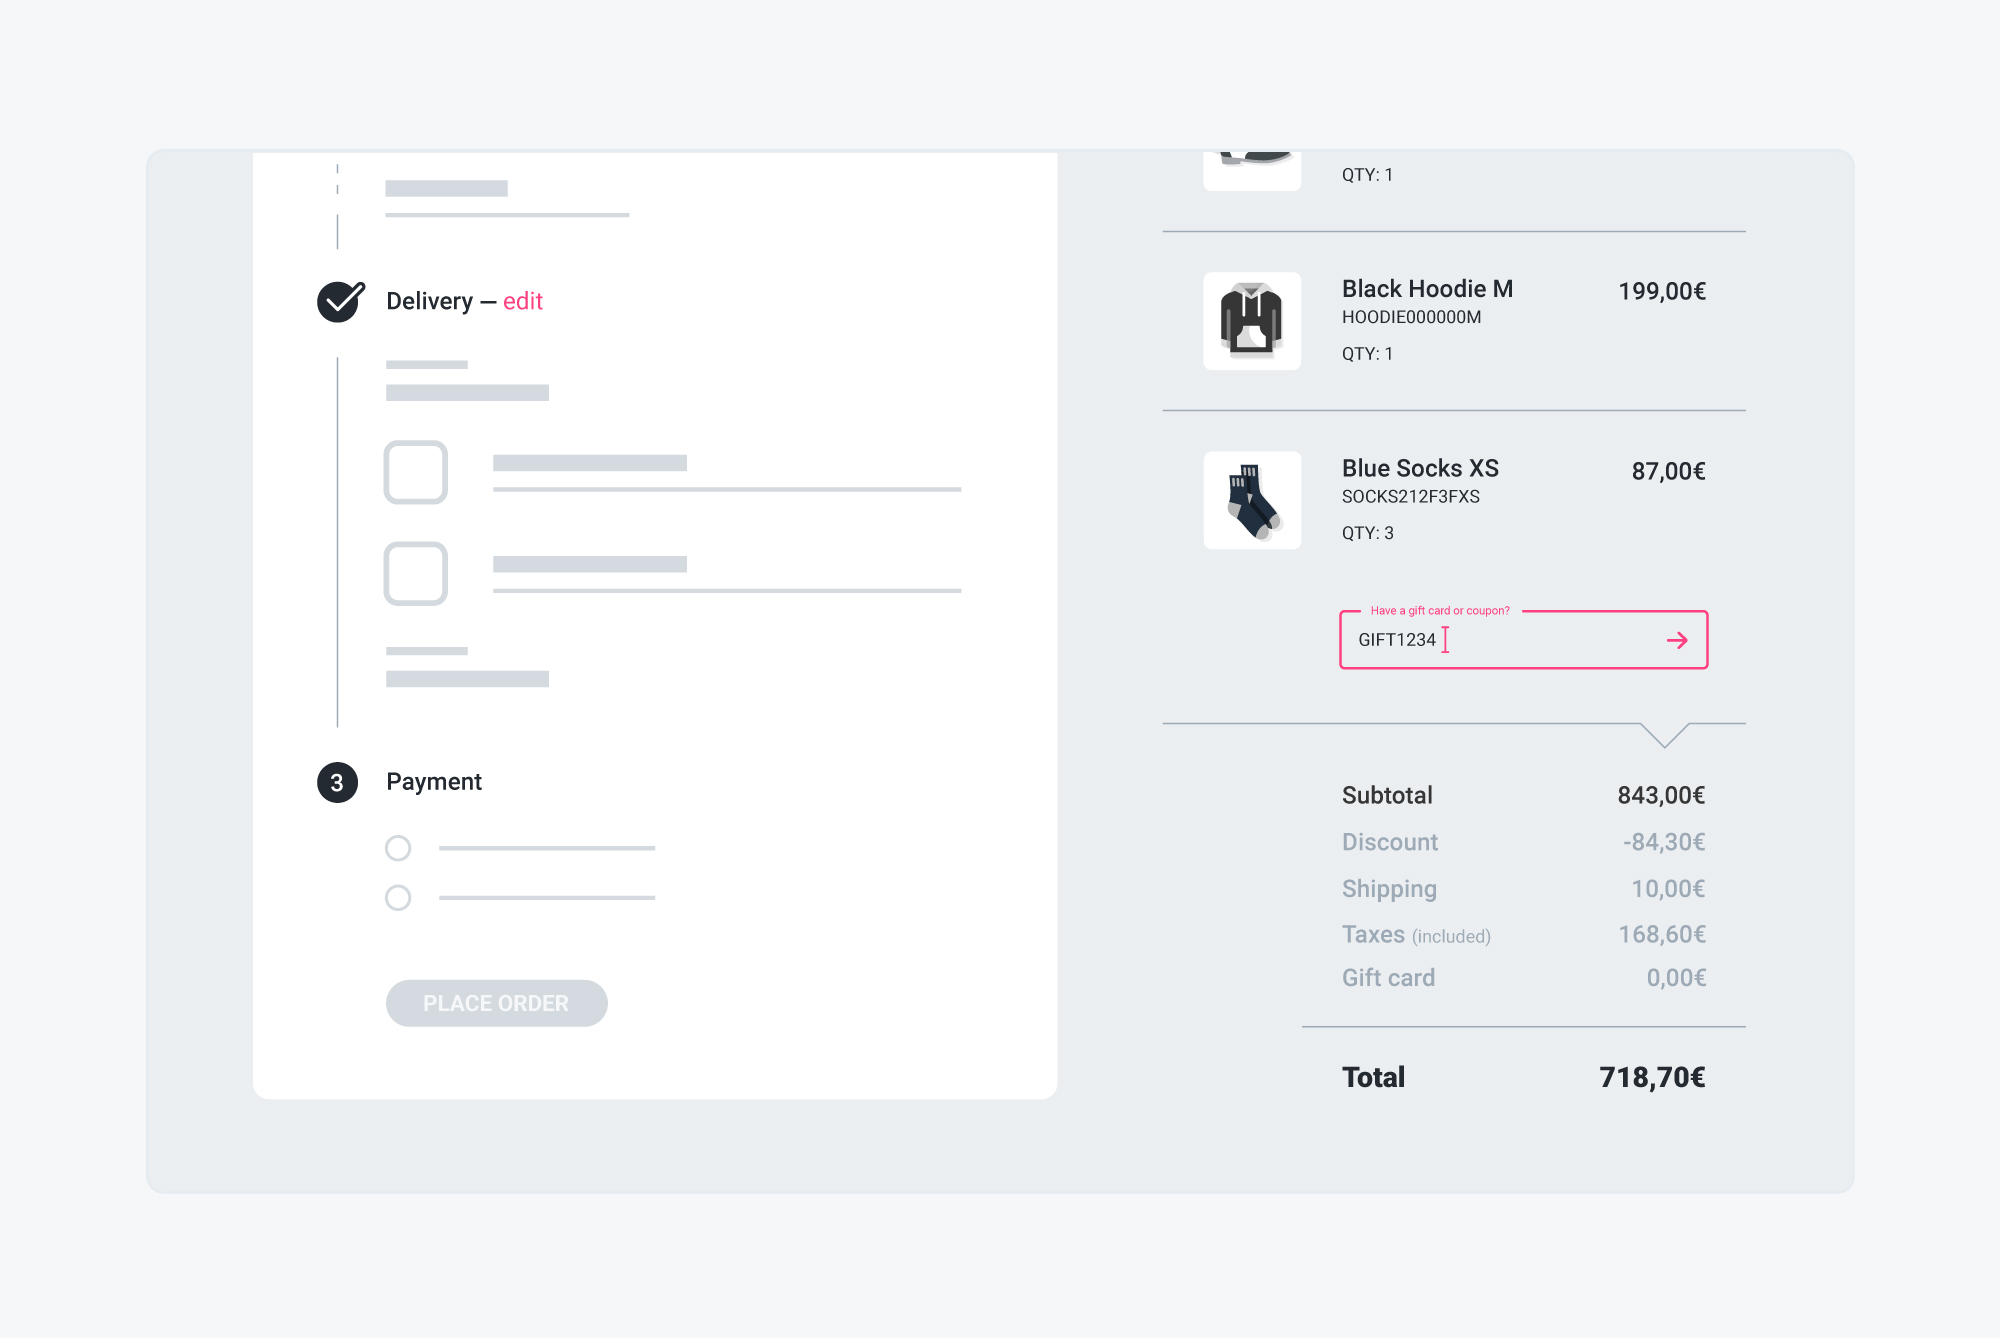 Delivery — edit
3 Payment
PLACE ORDER
QTY: 1
Black Hoodie M 199,00€
HOODIE000000M
QTY: 1
Blue Socks XS 87,00€
SOCKS212F3FXS
QTY: 3
Have a gift card or coupon?
GIFT1234
Subtotal 843,00€
Discount -84,30€
Shipping 10,00€
Taxes (included) 168,60€
Gift card 0,00€
Total 718,70€